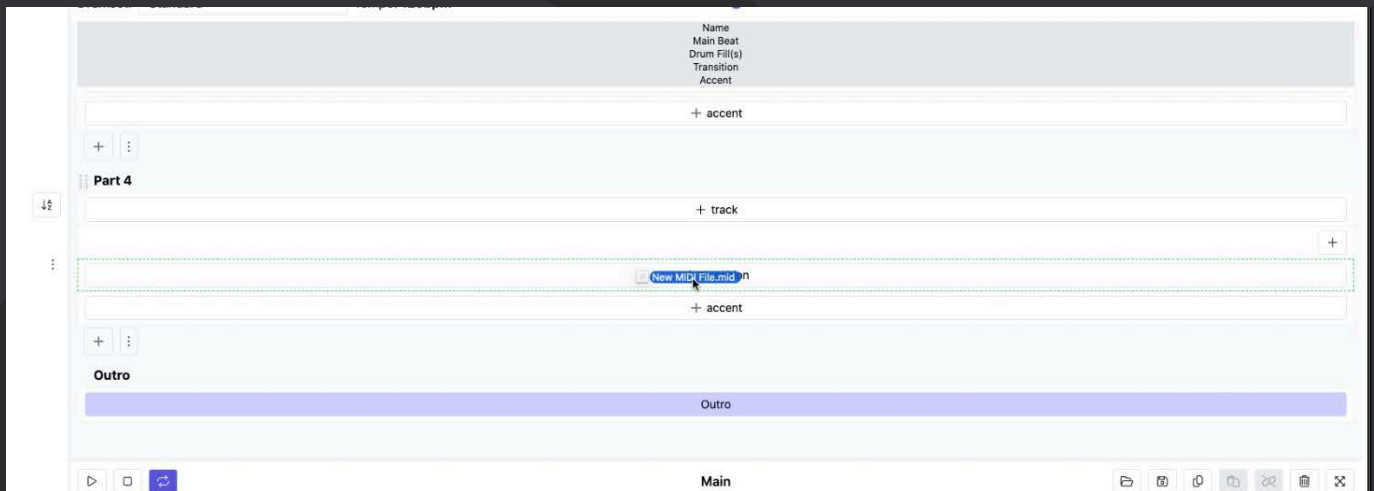 Name
Main Beat
Drum Fill(s)
Transition
Accent
+ accent
+
Part 4
+ track
+
New MIDI File.mid on
+ accent
+
Outro
Outro
Main